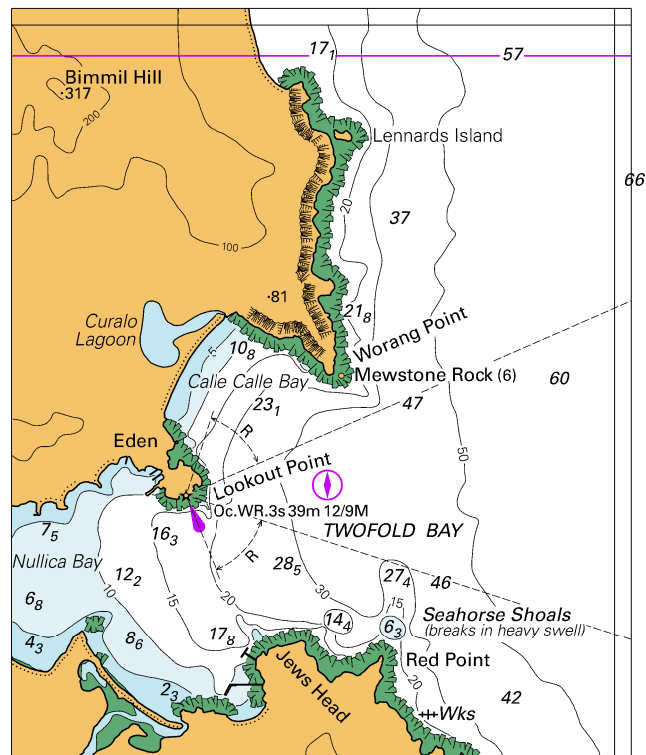 17₁
57
Bimmil Hill
317
200
Lennards Island
66
20
37
100
81
21₈
Curalo
Lagoon
Worang Point
5
10₈
Calle Calle Bay
Mewstone Rock (6)
60
23₁
47
R
Eden
50
Lookout Point
Oc.WR.3s 39m 12/9M
7₅
16₃
TWOFOLD BAY
R
Nullica Bay
12₂
28₅
27₄
46
10
15
20
30
15
6₈
14₄
Seahorse Shoals
(breaks in heavy swell)
6₃
4₃
8₆
17₈
Red Point
Jews Head
20
2₃
42
Wks